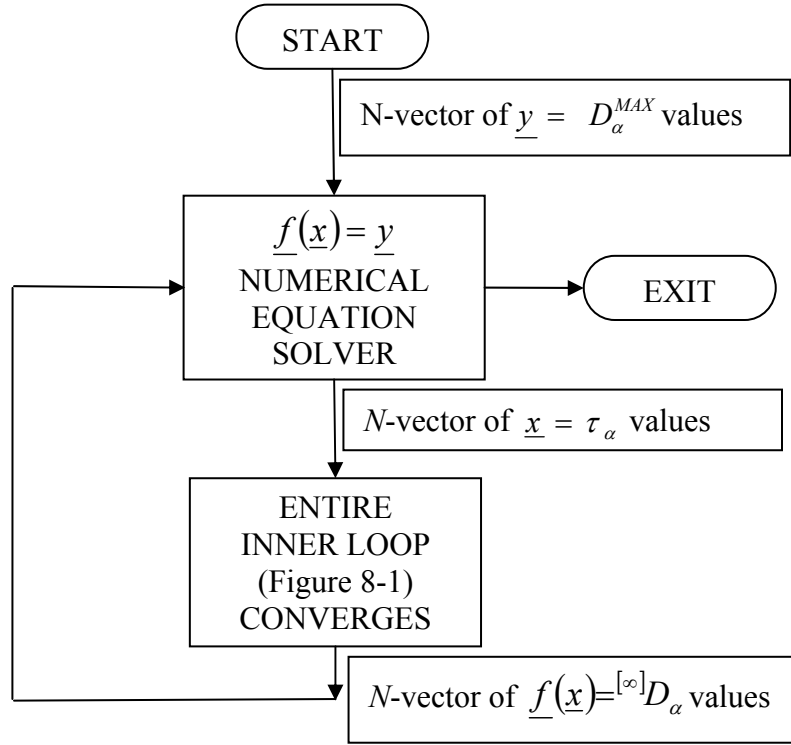 START
N-vector of y = D_α^MAX values
f(x) = y
NUMERICAL
EQUATION
SOLVER
EXIT
N-vector of x = τ_α values
ENTIRE
INNER LOOP
(Figure 8-1)
CONVERGES
N-vector of f(x)=^[∞]D_α values